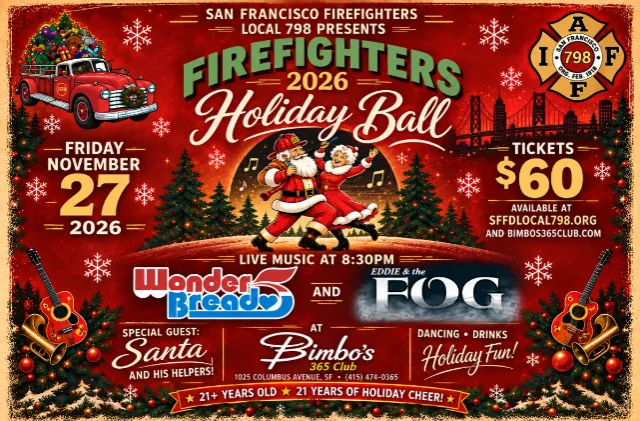 SAN FRANCISCO FIREFIGHTERS
LOCAL 798 PRESENTS
FIREFIGHTERS
2026
Holiday Ball
I A F F
SAN FRANCISCO
798
ORG. FEB. 1919
FRIDAY
NOVEMBER
27
2026
TICKETS
$60
AVAILABLE AT
SFFDLOCAL798.ORG
AND BIMBOS365CLUB.COM
LIVE MUSIC AT 8:30PM
Wonder
Bread
5
AND
EDDIE & the
FOG
SPECIAL GUEST:
Santa
AND HIS HELPERS!
AT
Bimbo's
365 Club
1025 COLUMBUS AVENUE, SF • (415) 474-0365
DANCING • DRINKS
Holiday Fun!
★ 21+ YEARS OLD ★ 21 YEARS OF HOLIDAY CHEER! ★